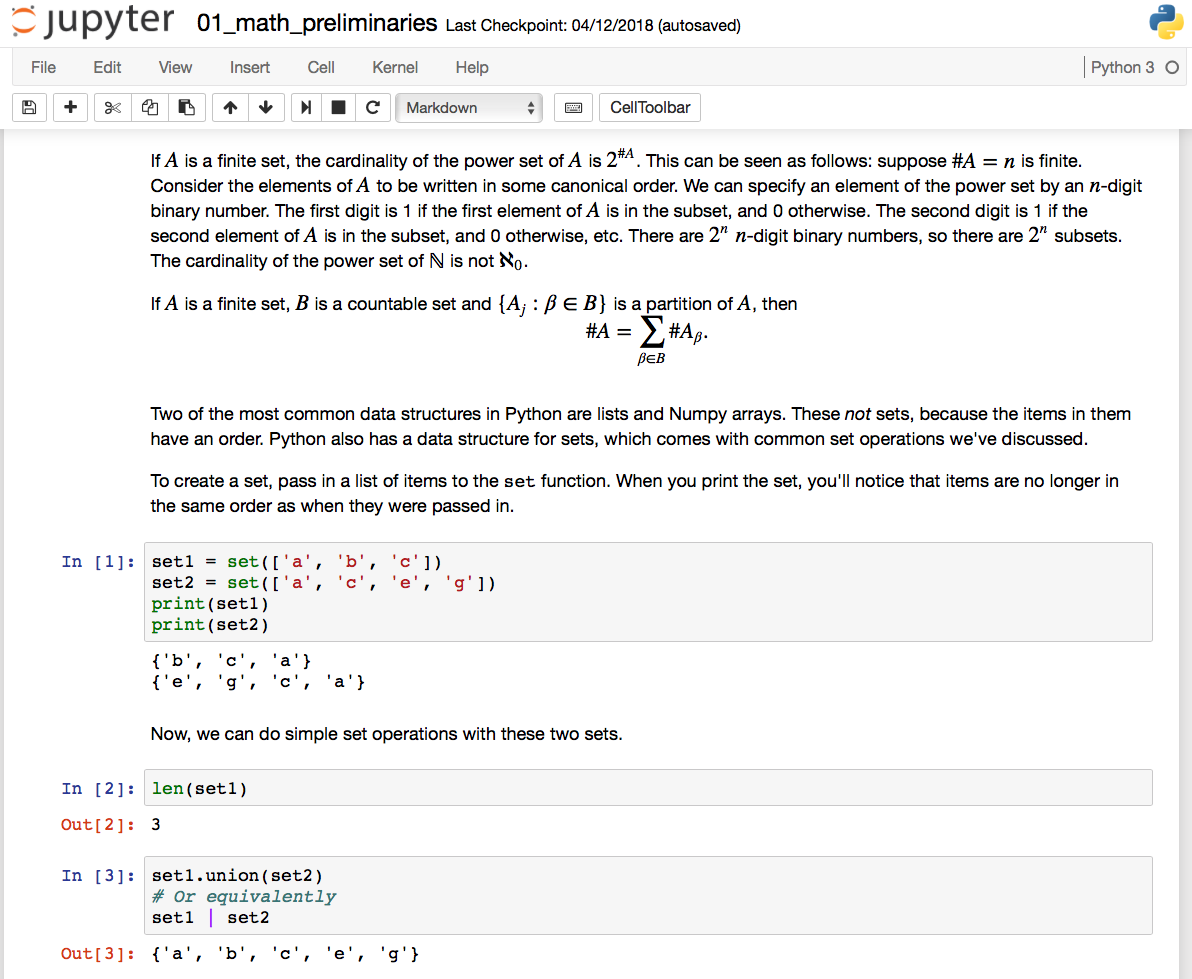 jupyter 01_math_preliminaries Last Checkpoint: 04/12/2018 (autosaved)
File Edit View Insert Cell Kernel Help Python 3
Markdown CellToolbar
If A is a finite set, the cardinality of the power set of A is 2^{#A}. This can be seen as follows: suppose #A = n is finite.
Consider the elements of A to be written in some canonical order. We can specify an element of the power set by an n-digit
binary number. The first digit is 1 if the first element of A is in the subset, and 0 otherwise. The second digit is 1 if the
second element of A is in the subset, and 0 otherwise, etc. There are 2^n n-digit binary numbers, so there are 2^n subsets.
The cardinality of the power set of ℕ is not ℵ₀.
If A is a finite set, B is a countable set and {A_j : β ∈ B} is a partition of A, then
#A = ∑ #A_β.
β∈B
Two of the most common data structures in Python are lists and Numpy arrays. These not sets, because the items in them
have an order. Python also has a data structure for sets, which comes with common set operations we've discussed.
To create a set, pass in a list of items to the set function. When you print the set, you'll notice that items are no longer in
the same order as when they were passed in.
In [1]: set1 = set(['a', 'b', 'c'])
set2 = set(['a', 'c', 'e', 'g'])
print(set1)
print(set2)
{'b', 'c', 'a'}
{'e', 'g', 'c', 'a'}
Now, we can do simple set operations with these two sets.
In [2]: len(set1)
Out[2]: 3
In [3]: set1.union(set2)
# Or equivalently
set1 | set2
Out[3]: {'a', 'b', 'c', 'e', 'g'}